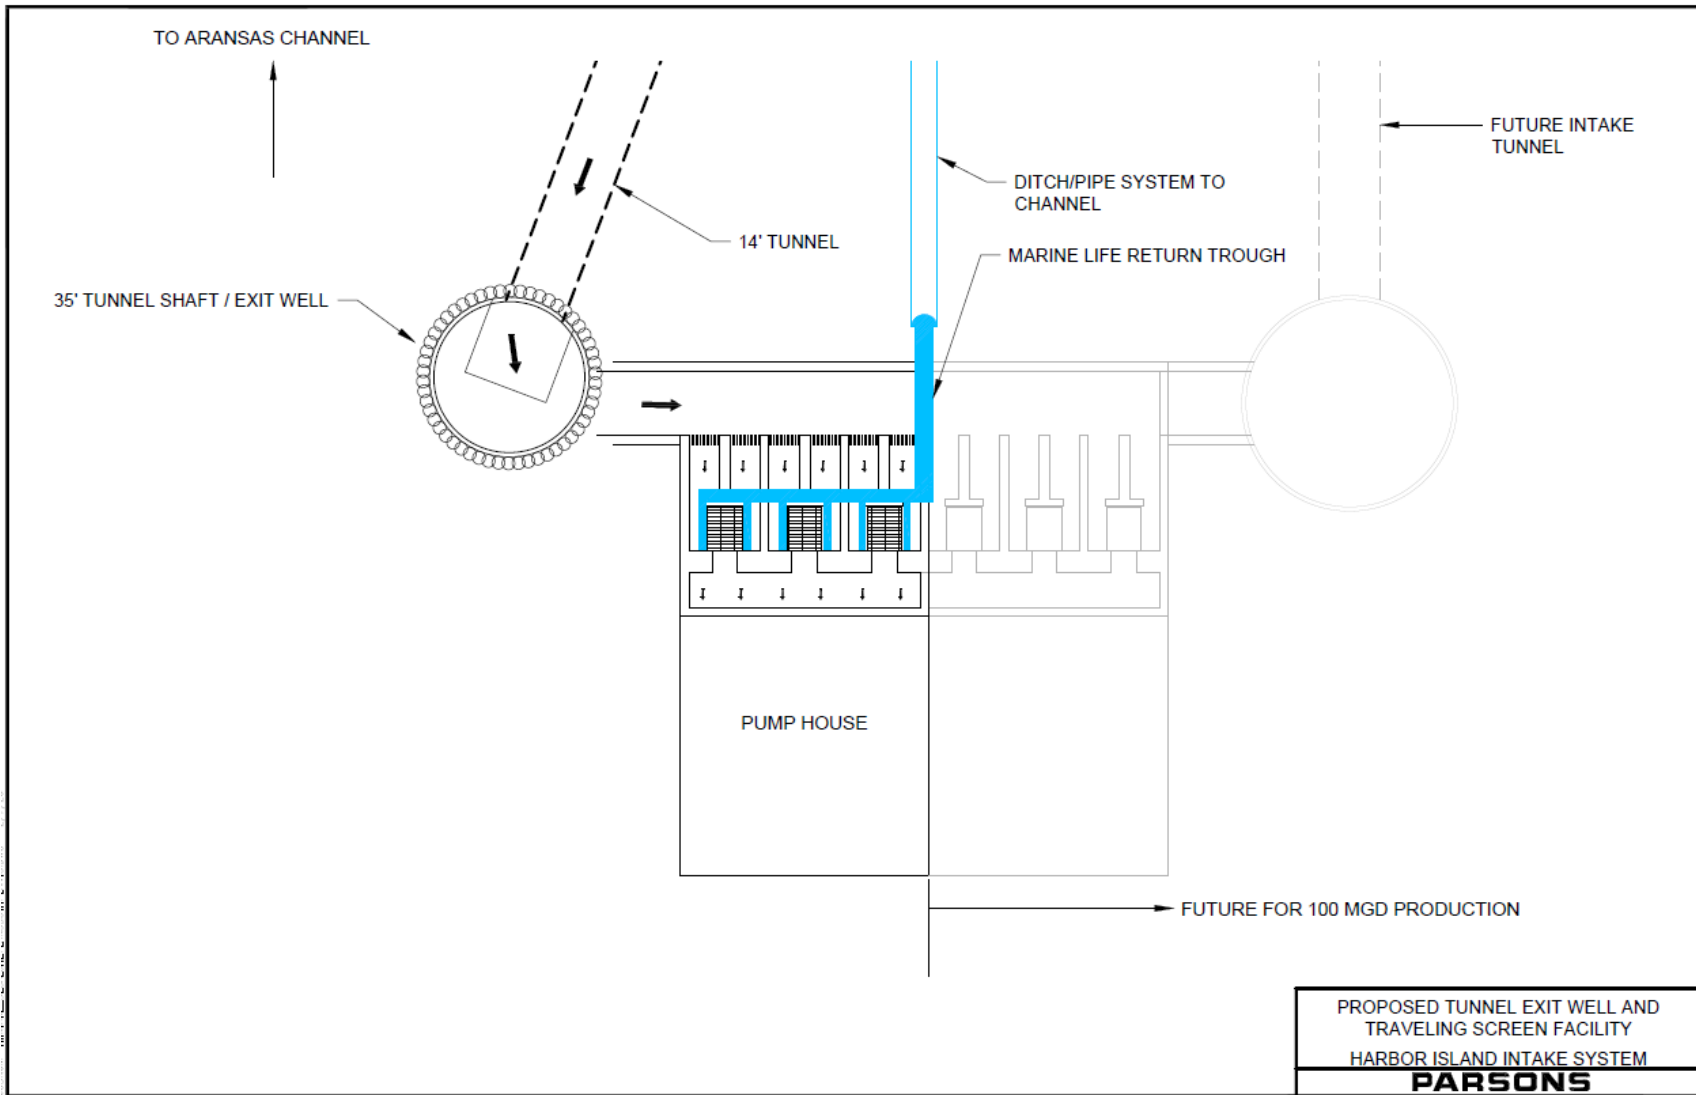 TO ARANSAS CHANNEL
FUTURE INTAKE
TUNNEL
DITCH/PIPE SYSTEM TO
CHANNEL
14' TUNNEL
MARINE LIFE RETURN TROUGH
35' TUNNEL SHAFT / EXIT WELL
PUMP HOUSE
FUTURE FOR 100 MGD PRODUCTION
PROPOSED TUNNEL EXIT WELL AND
TRAVELING SCREEN FACILITY
HARBOR ISLAND INTAKE SYSTEM
PARSONS